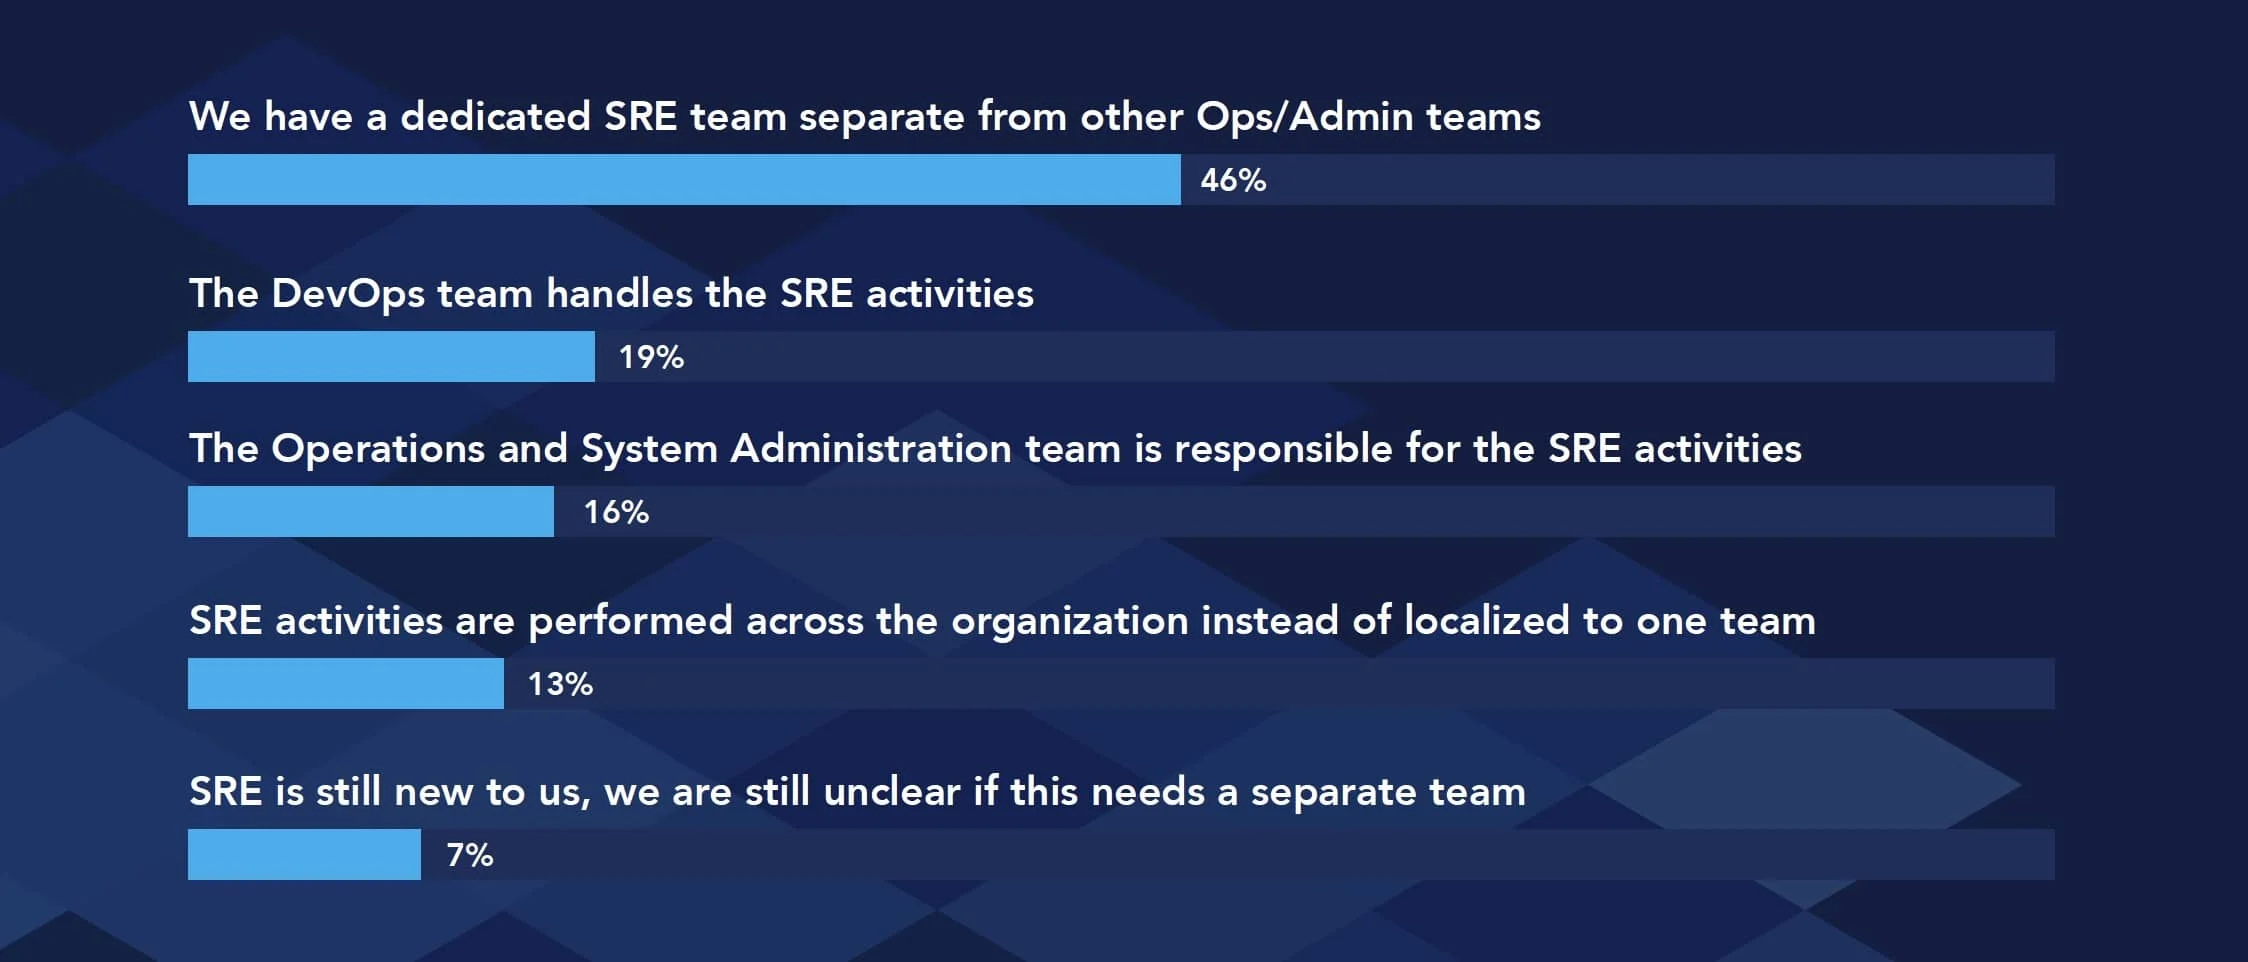 We have a dedicated SRE team separate from other Ops/Admin teams
46%
The DevOps team handles the SRE activities
19%
The Operations and System Administration team is responsible for the SRE activities
16%
SRE activities are performed across the organization instead of localized to one team
13%
SRE is still new to us, we are still unclear if this needs a separate team
7%